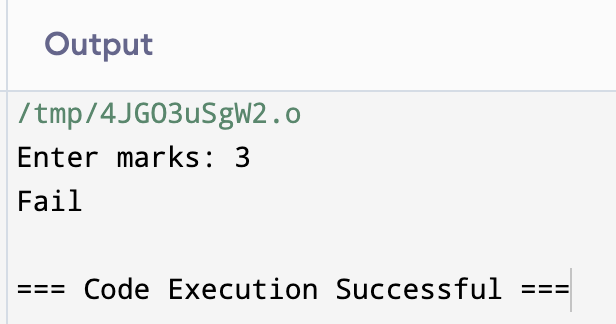 Output
/tmp/4JGO3uSgW2.o
Enter marks: 3
Fail
=== Code Execution Successful ===